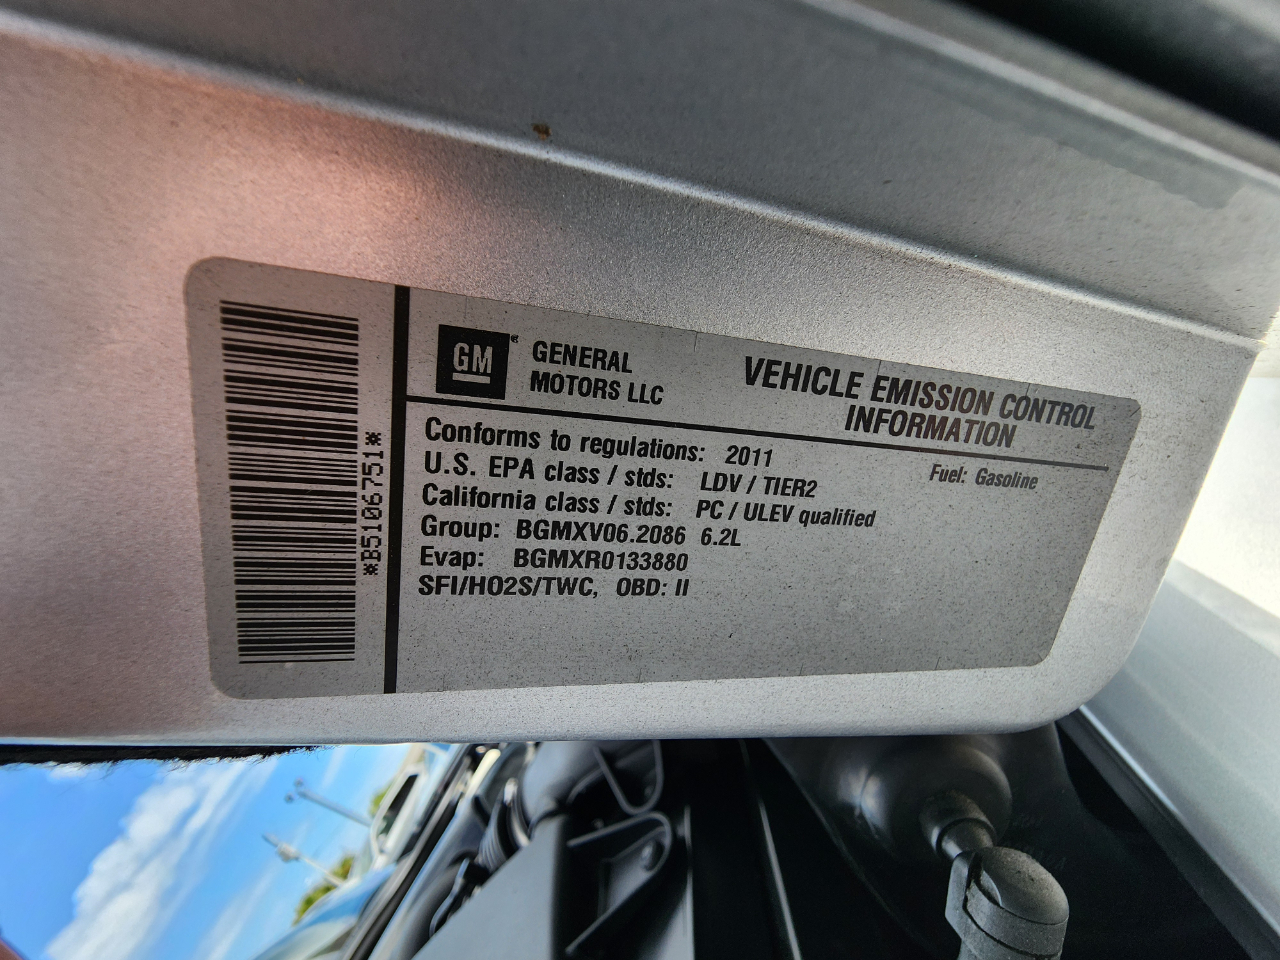 *B5106751*
GM®
GENERAL
MOTORS LLC
VEHICLE EMISSION CONTROL
INFORMATION
Conforms to regulations: 2011
Fuel: Gasoline
U.S. EPA class / stds: LDV / TIER2
California class / stds: PC / ULEV qualified
Group: BGMXV06.2086 6.2L
Evap: BGMXR0133880
SFI/HO2S/TWC, OBD: II